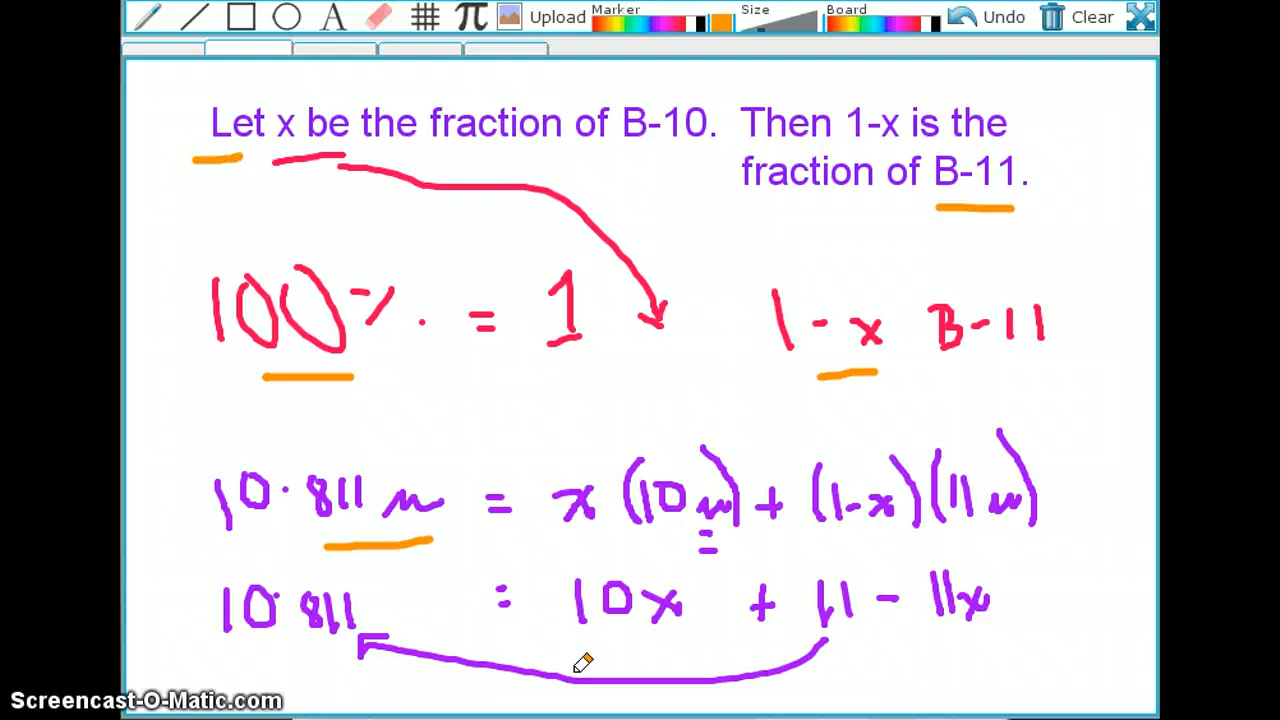 Upload Marker Size Board Undo Clear
Let x be the fraction of B-10. Then 1-x is the
fraction of B-11.
100% = 1 1-x B-11
10.811 u = x(10 u) + (1-x)(11 u)
10.811 = 10x + 11 - 11x
Screencast-O-Matic.com